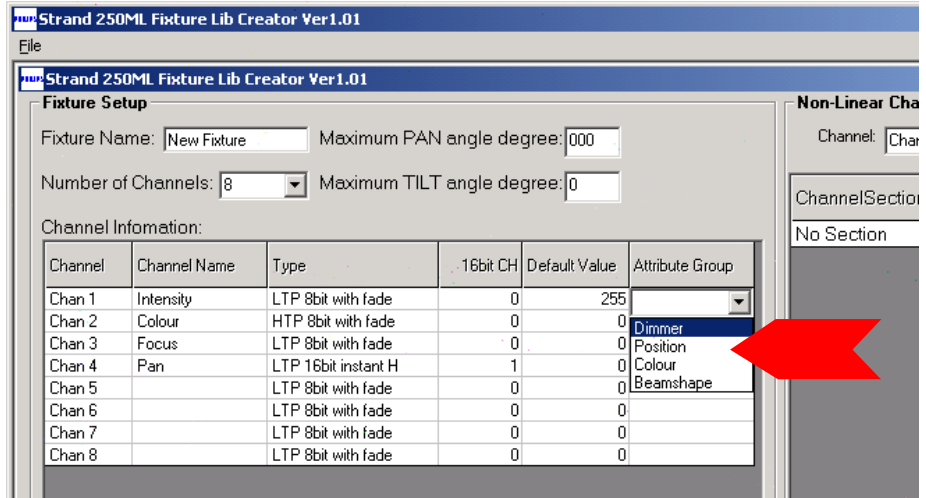 Strand 250ML Fixture Lib Creator Ver1.01
File
Strand 250ML Fixture Lib Creator Ver1.01
Fixture Setup
Fixture Name: New Fixture Maximum PAN angle degree: 000
Number of Channels: 8 Maximum TILT angle degree: 0
Channel Infomation:
Channel Channel Name Type 16bit CH Default Value Attribute Group
Chan 1 Intensity LTP 8bit with fade 0 255
Chan 2 Colour HTP 8bit with fade 0 0
Chan 3 Focus LTP 8bit with fade 0 0
Chan 4 Pan LTP 16bit instant H 1 0
Chan 5 LTP 8bit with fade 0 0
Chan 6 LTP 8bit with fade 0 0
Chan 7 LTP 8bit with fade 0 0
Chan 8 LTP 8bit with fade 0 0
Dimmer
Position
Colour
Beamshape
Non-Linear Cha
Channel: Char
ChannelSection
No Section